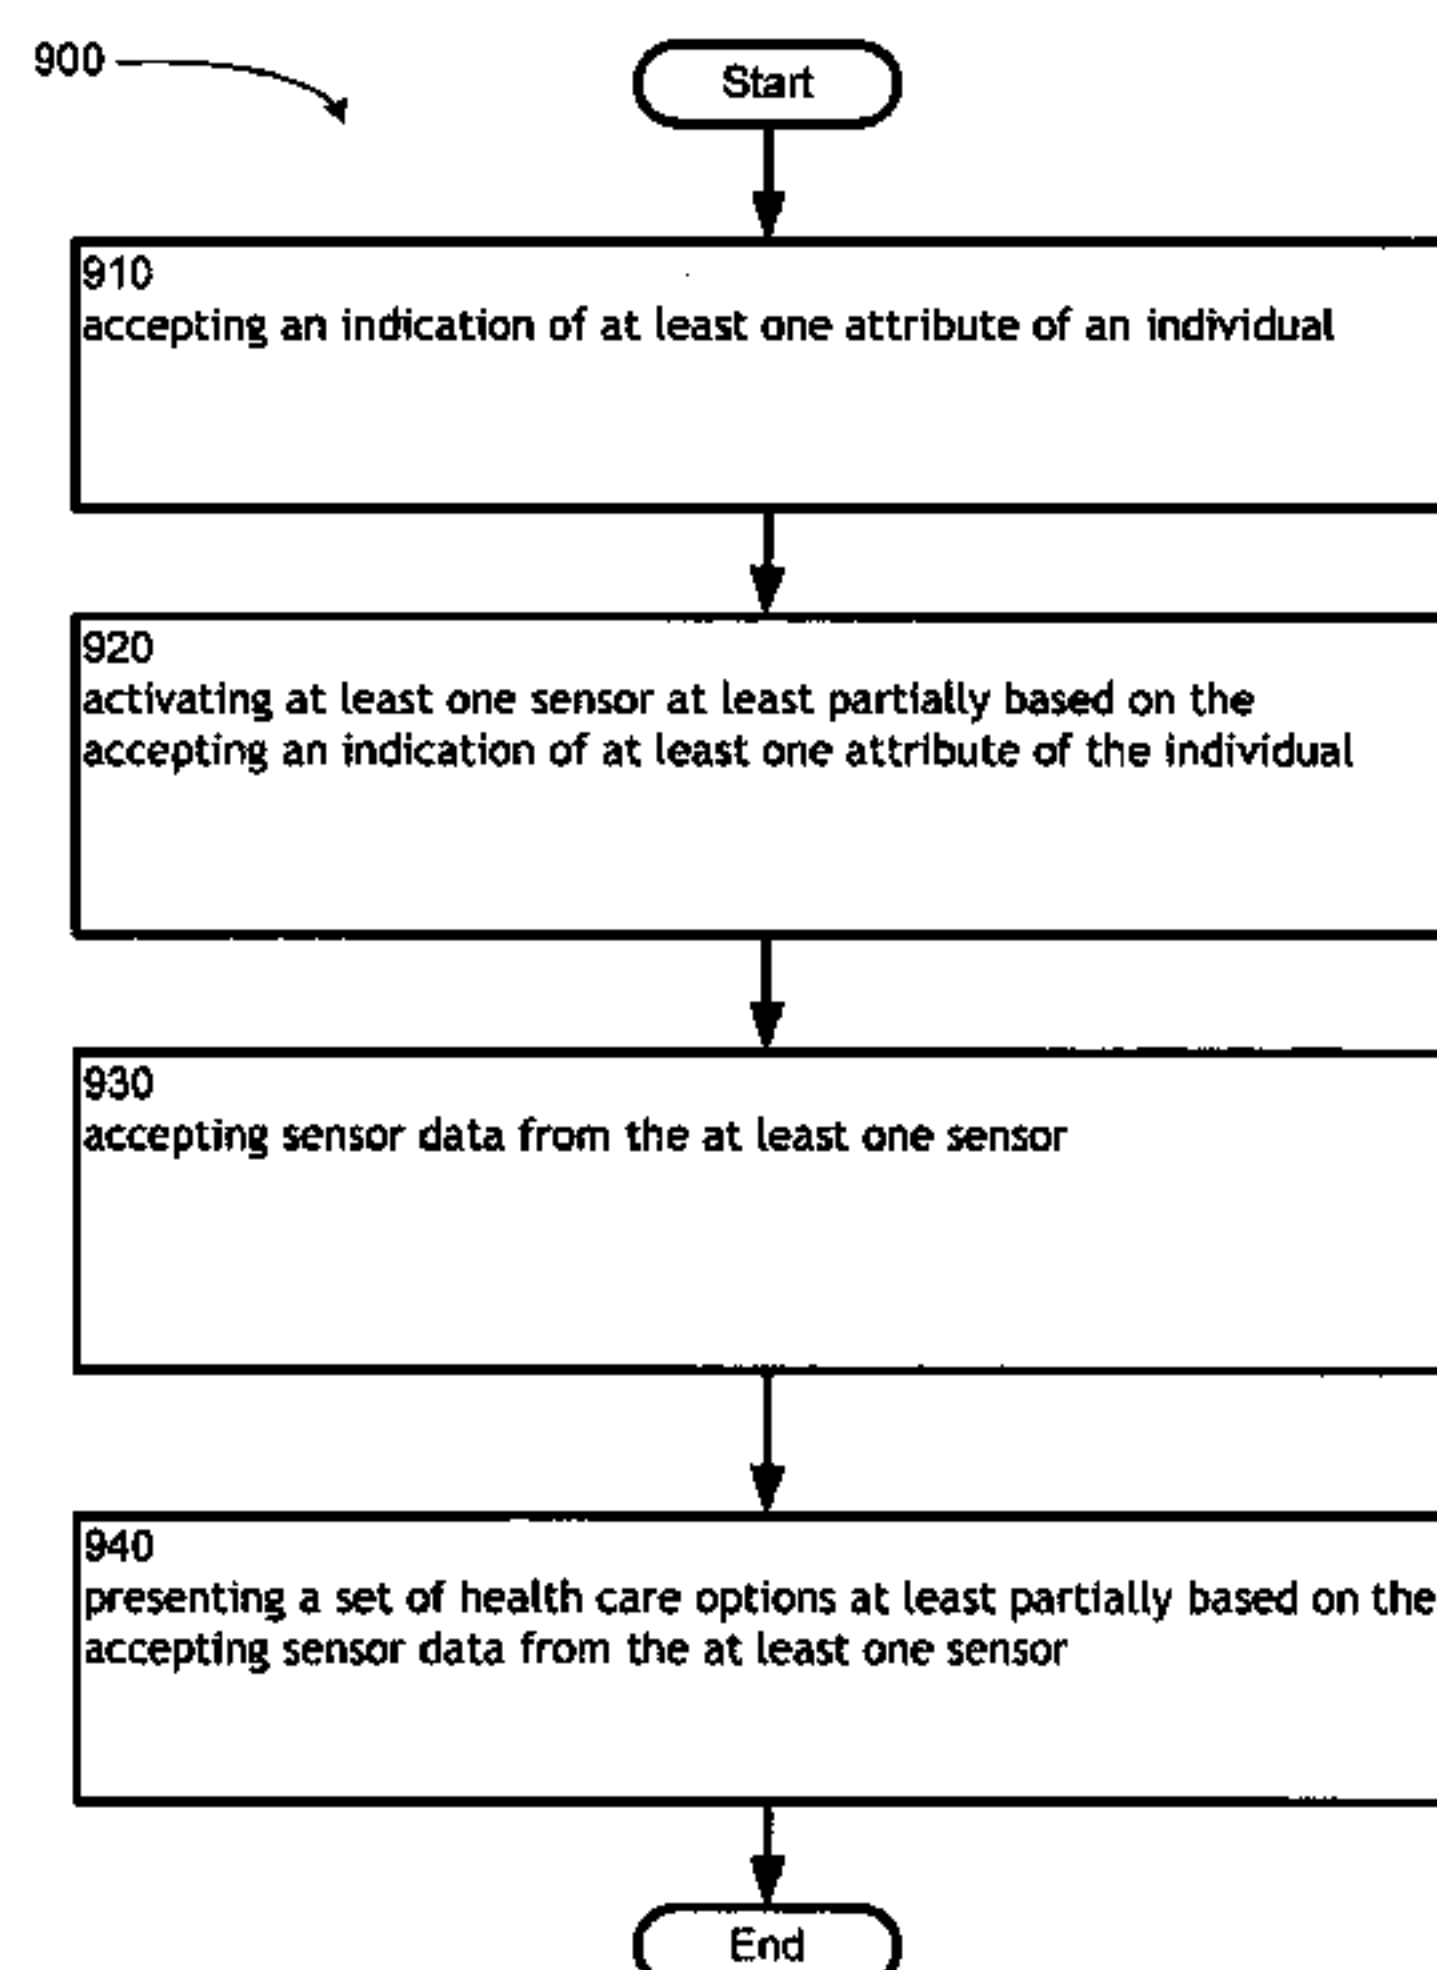 900
Start
910
accepting an indication of at least one attribute of an individual
920
activating at least one sensor at least partially based on the
accepting an indication of at least one attribute of the individual
930
accepting sensor data from the at least one sensor
940
presenting a set of health care options at least partially based on the
accepting sensor data from the at least one sensor
End